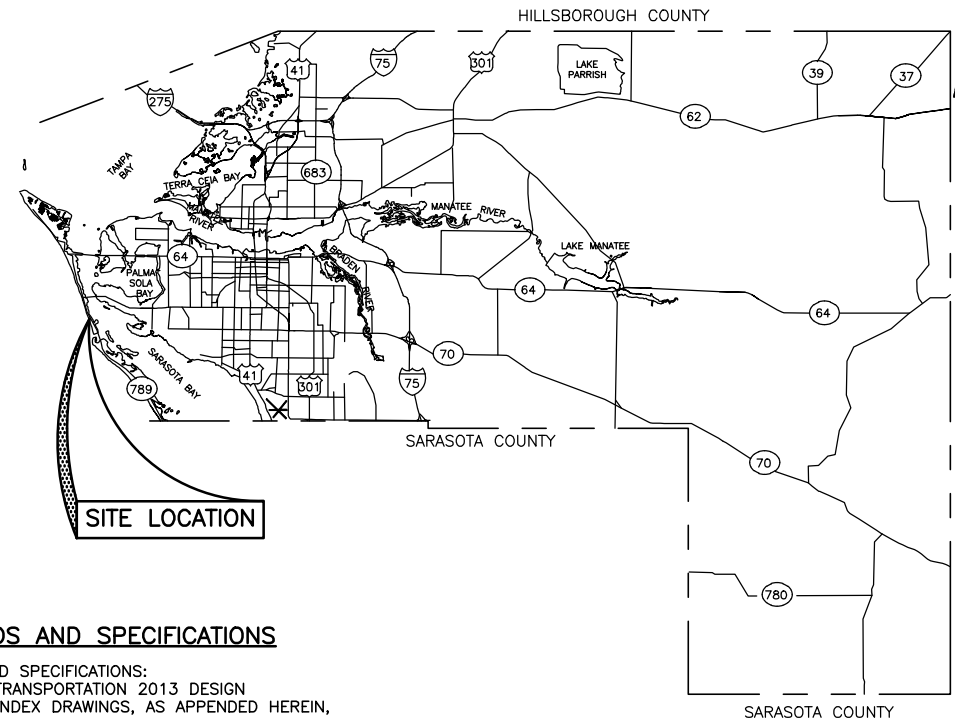 HILLSBOROUGH COUNTY
41
75
301
LAKE
PARRISH
39
37
275
62
TAMPA
BAY
TERRA CEIA BAY
683
MANATEE RIVER
RIVER
64
BRADEN
RIVER
LAKE MANATEE
PALMA
SOLA
BAY
64
64
SARASOTA BAY
70
789
41
301
75
SARASOTA COUNTY
70
SITE LOCATION
780
DS AND SPECIFICATIONS
D SPECIFICATIONS:
TRANSPORTATION 2013 DESIGN
NDEX DRAWINGS, AS APPENDED HEREIN,
SARASOTA COUNTY